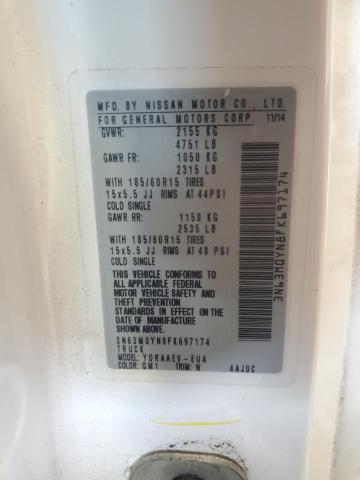 MFD. BY NISSAN MOTOR CO., LTD.
FOR GENERAL MOTORS CORP. 11/14
GVWR: 2155 KG
4751 LB
GAWR FR: 1050 KG
2315 LB
WITH 185/60R15 TIRES
15x5.5 JJ RIMS AT 44PSI
COLD SINGLE
GAWR RR: 1150 KG
2535 LB
WITH 185/60R15 TIRES
15x5.5 JJ RIMS AT 48 PSI
COLD SINGLE
THIS VEHICLE CONFORMS TO
ALL APPLICABLE FEDERAL
MOTOR VEHICLE SAFETY AND
THEFT PREVENTION
STANDARDS IN EFFECT ON
THE DATE OF MANUFACTURE
SHOWN ABOVE.
3N63M0YN8FK697174
TRUCK
MODEL: YDRAAEV-EUA
COLOR: QM1 TRIM: N 4AJ0C
3N63M0YN8FK697174